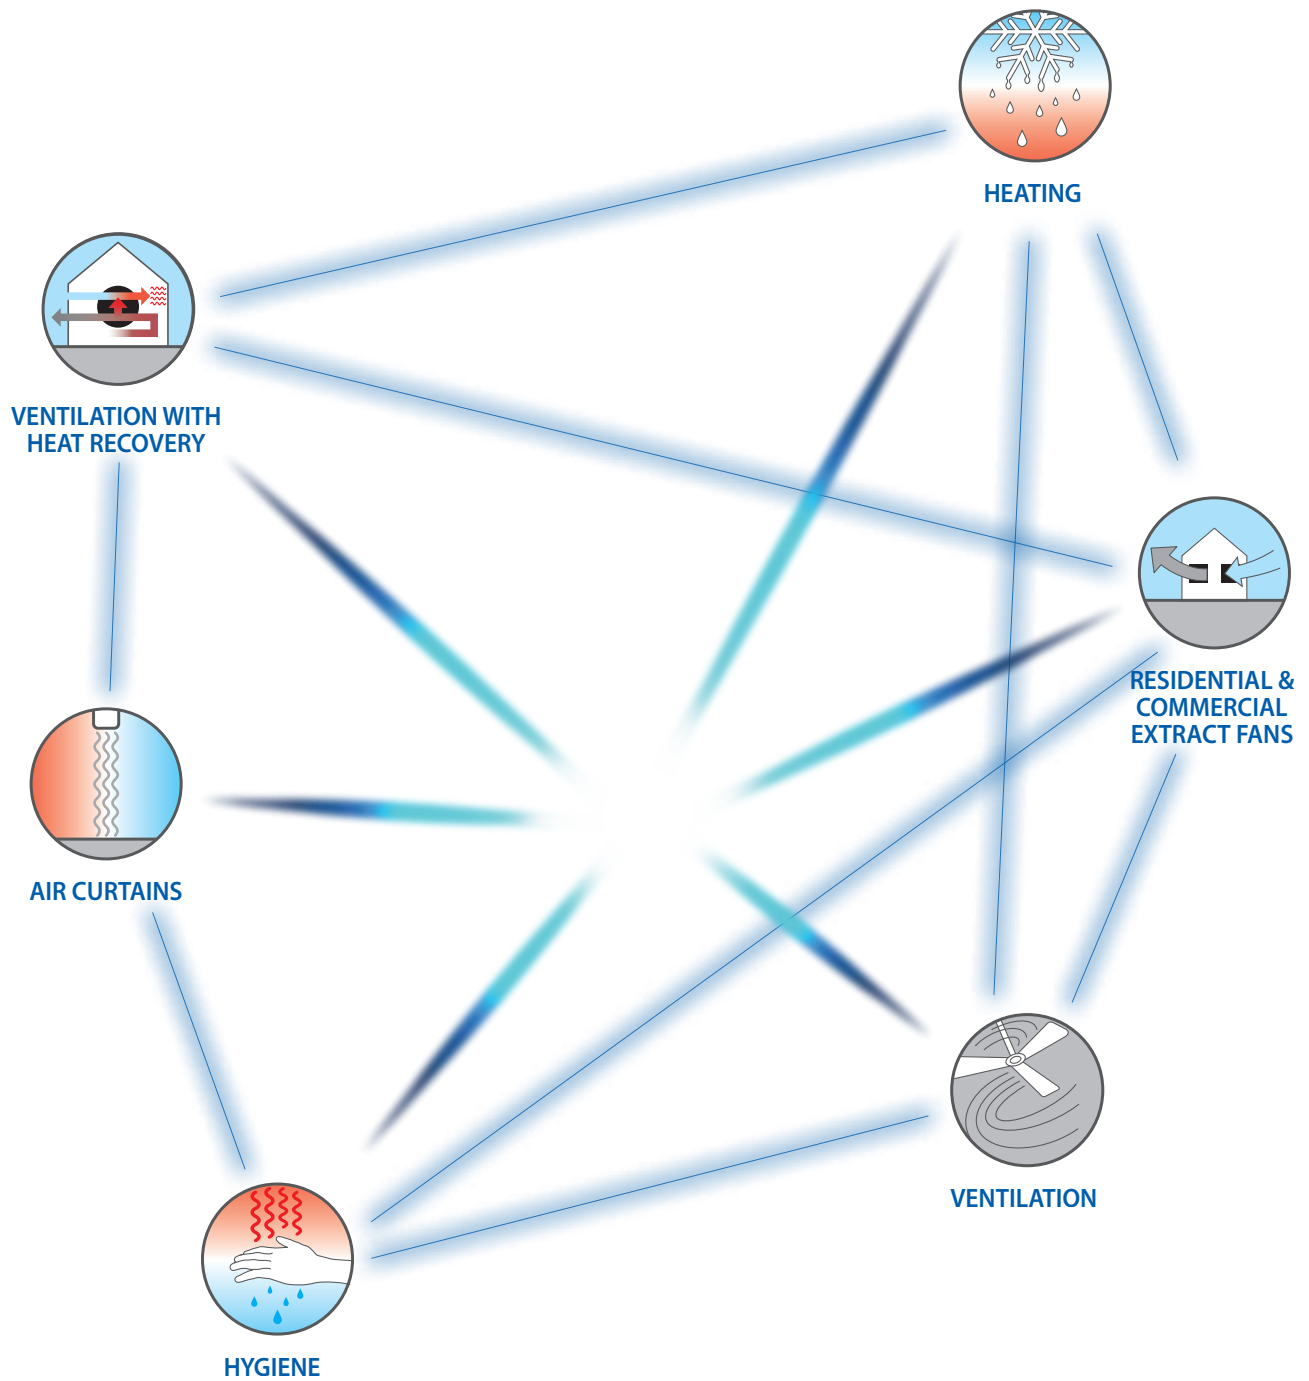 HEATING
VENTILATION WITH
HEAT RECOVERY
RESIDENTIAL &
COMMERCIAL
EXTRACT FANS
AIR CURTAINS
VENTILATION
HYGIENE